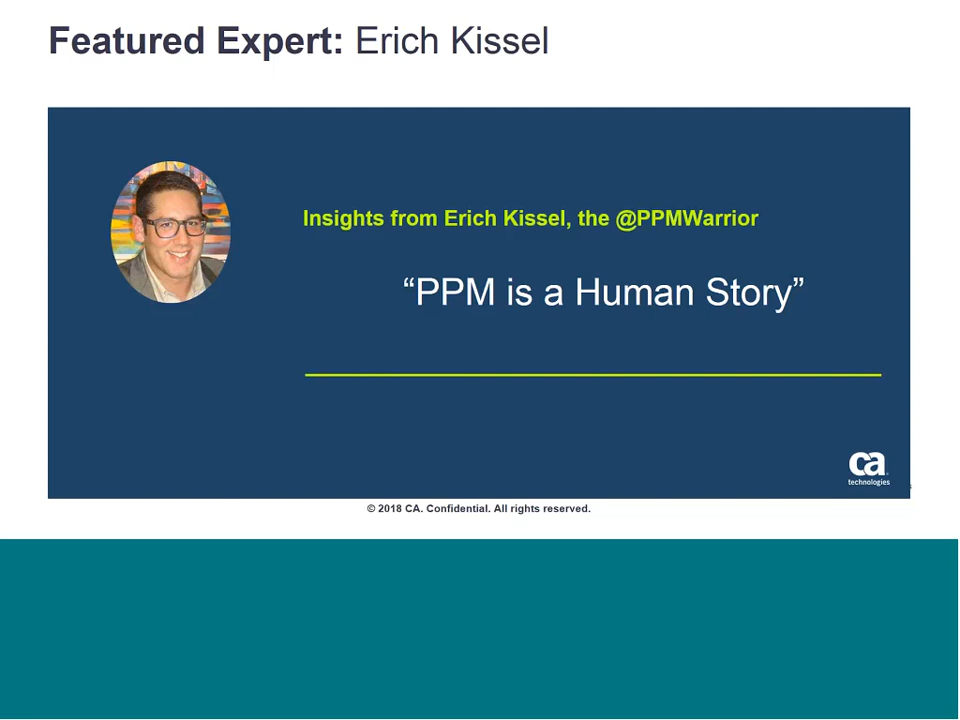 Featured Expert: Erich Kissel
Insights from Erich Kissel, the @PPMWarrior
“PPM is a Human Story”
ca
technologies
© 2018 CA. Confidential. All rights reserved.